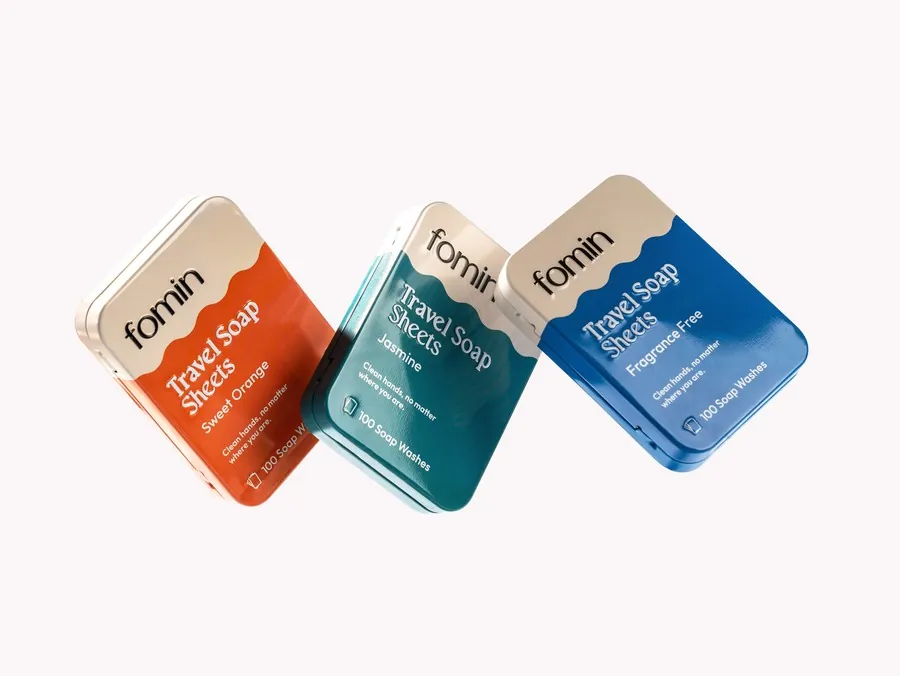 fomin
Travel Soap
Sheets
Sweet Orange
Clean hands, no matter
where you are.
100 Soap W
fomin
Travel Soap
Sheets
Jasmine
Clean hands, no matter
where you are.
100 Soap Washes
fomin
Travel Soap
Sheets
Fragrance Free
Clean hands, no matter
where you are.
100 Soap Washes